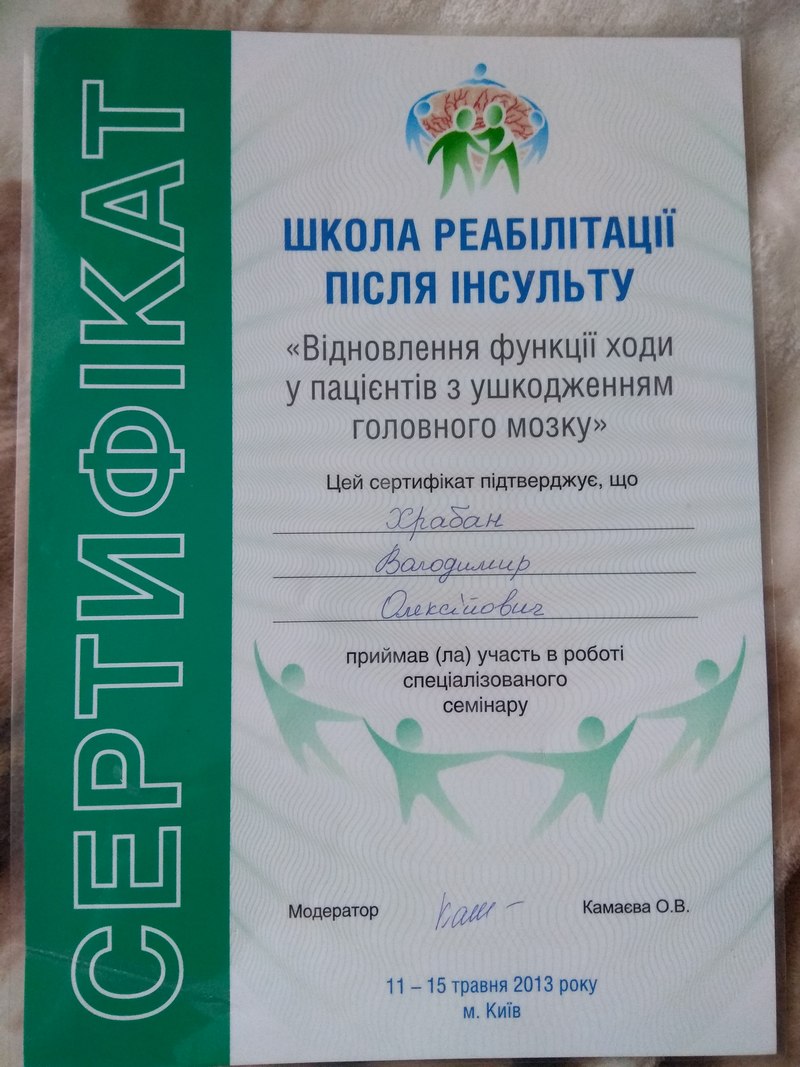 СЕРТИФІКАТ
ШКОЛА РЕАБІЛІТАЦІЇ
ПІСЛЯ ІНСУЛЬТУ
«Відновлення функції ходи
у пацієнтів з ушкодженням
головного мозку»
Цей сертифікат підтверджує, що
Храбан
Володимир
Олексійович
приймав (ла) участь в роботі
спеціалізованого
семінару
Модератор
Камаєва О.В.
11 – 15 травня 2013 року
м. Київ